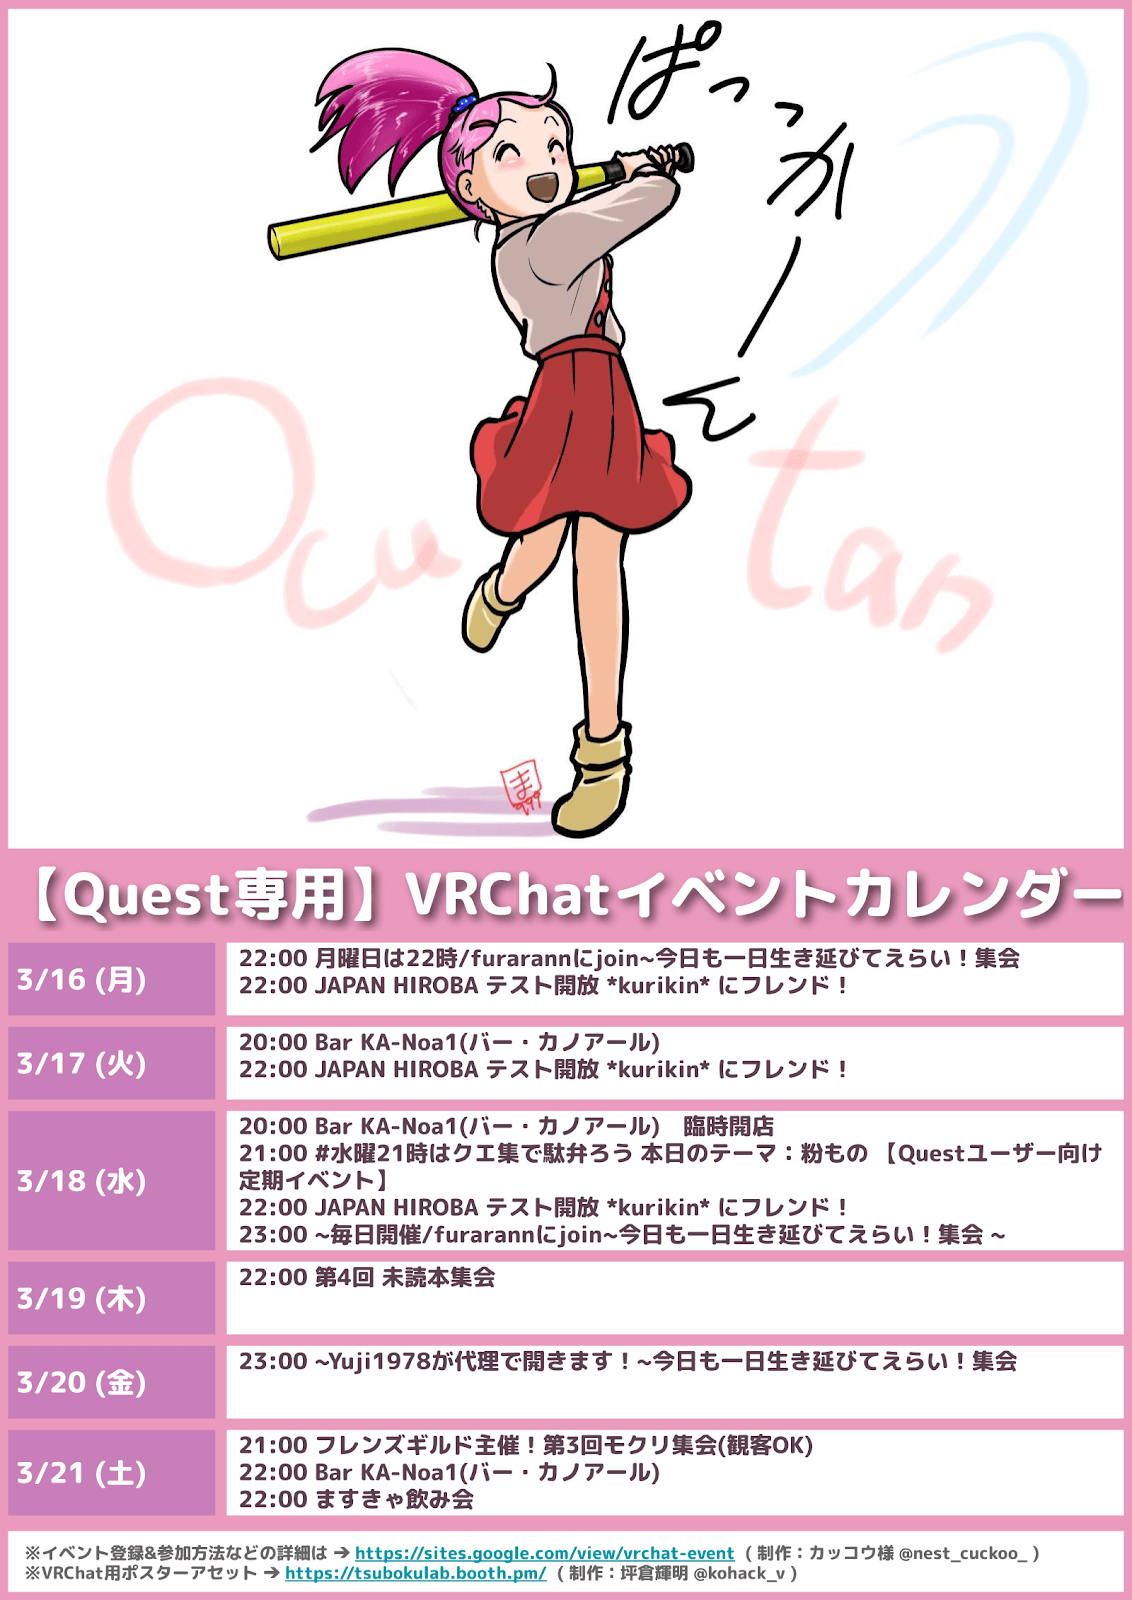 ぱっっかーん
Ocu tan
ま
【Quest専用】VRChatイベントカレンダー
3/16 (月)
22:00 月曜日は22時/furarannにjoin~今日も一日生き延びてえらい！集会
22:00 JAPAN HIROBA テスト開放 *kurikin* にフレンド！
3/17 (火)
20:00 Bar KA-Noa1(バー・カノアール)
22:00 JAPAN HIROBA テスト開放 *kurikin* にフレンド！
3/18 (水)
20:00 Bar KA-Noa1(バー・カノアール)　臨時開店
21:00 #水曜21時はクエ集で駄弁ろう 本日のテーマ：粉もの 【Questユーザー向け
定期イベント】
22:00 JAPAN HIROBA テスト開放 *kurikin* にフレンド！
23:00 ~毎日開催/furarannにjoin~今日も一日生き延びてえらい！集会 ~
3/19 (木)
22:00 第4回 未読本集会
3/20 (金)
23:00 ~Yuji1978が代理で開きます！~今日も一日生き延びてえらい！集会
3/21 (土)
21:00 フレンズギルド主催！第3回モクリ集会(観客OK)
22:00 Bar KA-Noa1(バー・カノアール)
22:00 ますきゃ飲み会
※イベント登録&参加方法などの詳細は ➔ https://sites.google.com/view/vrchat-event （制作：カッコウ様 @nest_cuckoo_ ）
※VRChat用ポスターアセット ➔ https://tsubokulab.booth.pm/ （制作：坪倉輝明 @kohack_v ）